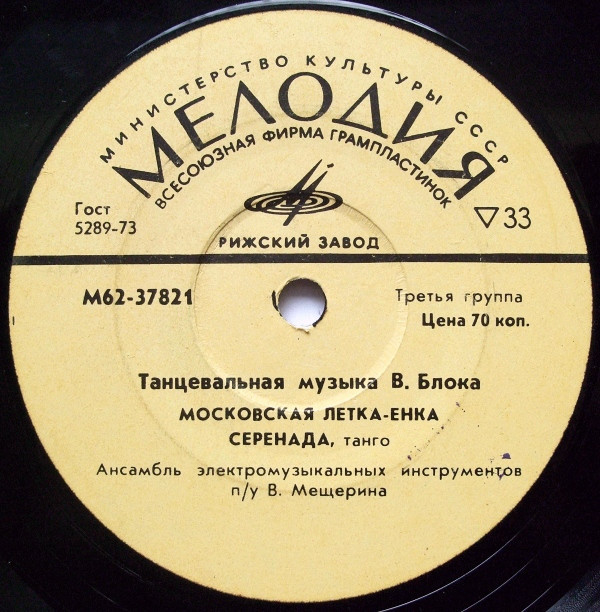 МИНИСТЕРСТВО КУЛЬТУРЫ СССР
МЕЛОДИЯ
ВСЕСОЮЗНАЯ ФИРМА ГРАМПЛАСТИНОК
Гост
5289-73
33
РИЖСКИЙ ЗАВОД
М62-37821
Третья группа
Цена 70 коп.
Танцевальная музыка В. Блока
МОСКОВСКАЯ ЛЕТКА-ЕНКА
СЕРЕНАДА, танго
Ансамбль электромузыкальных инструментов
п/у В. Мещерина